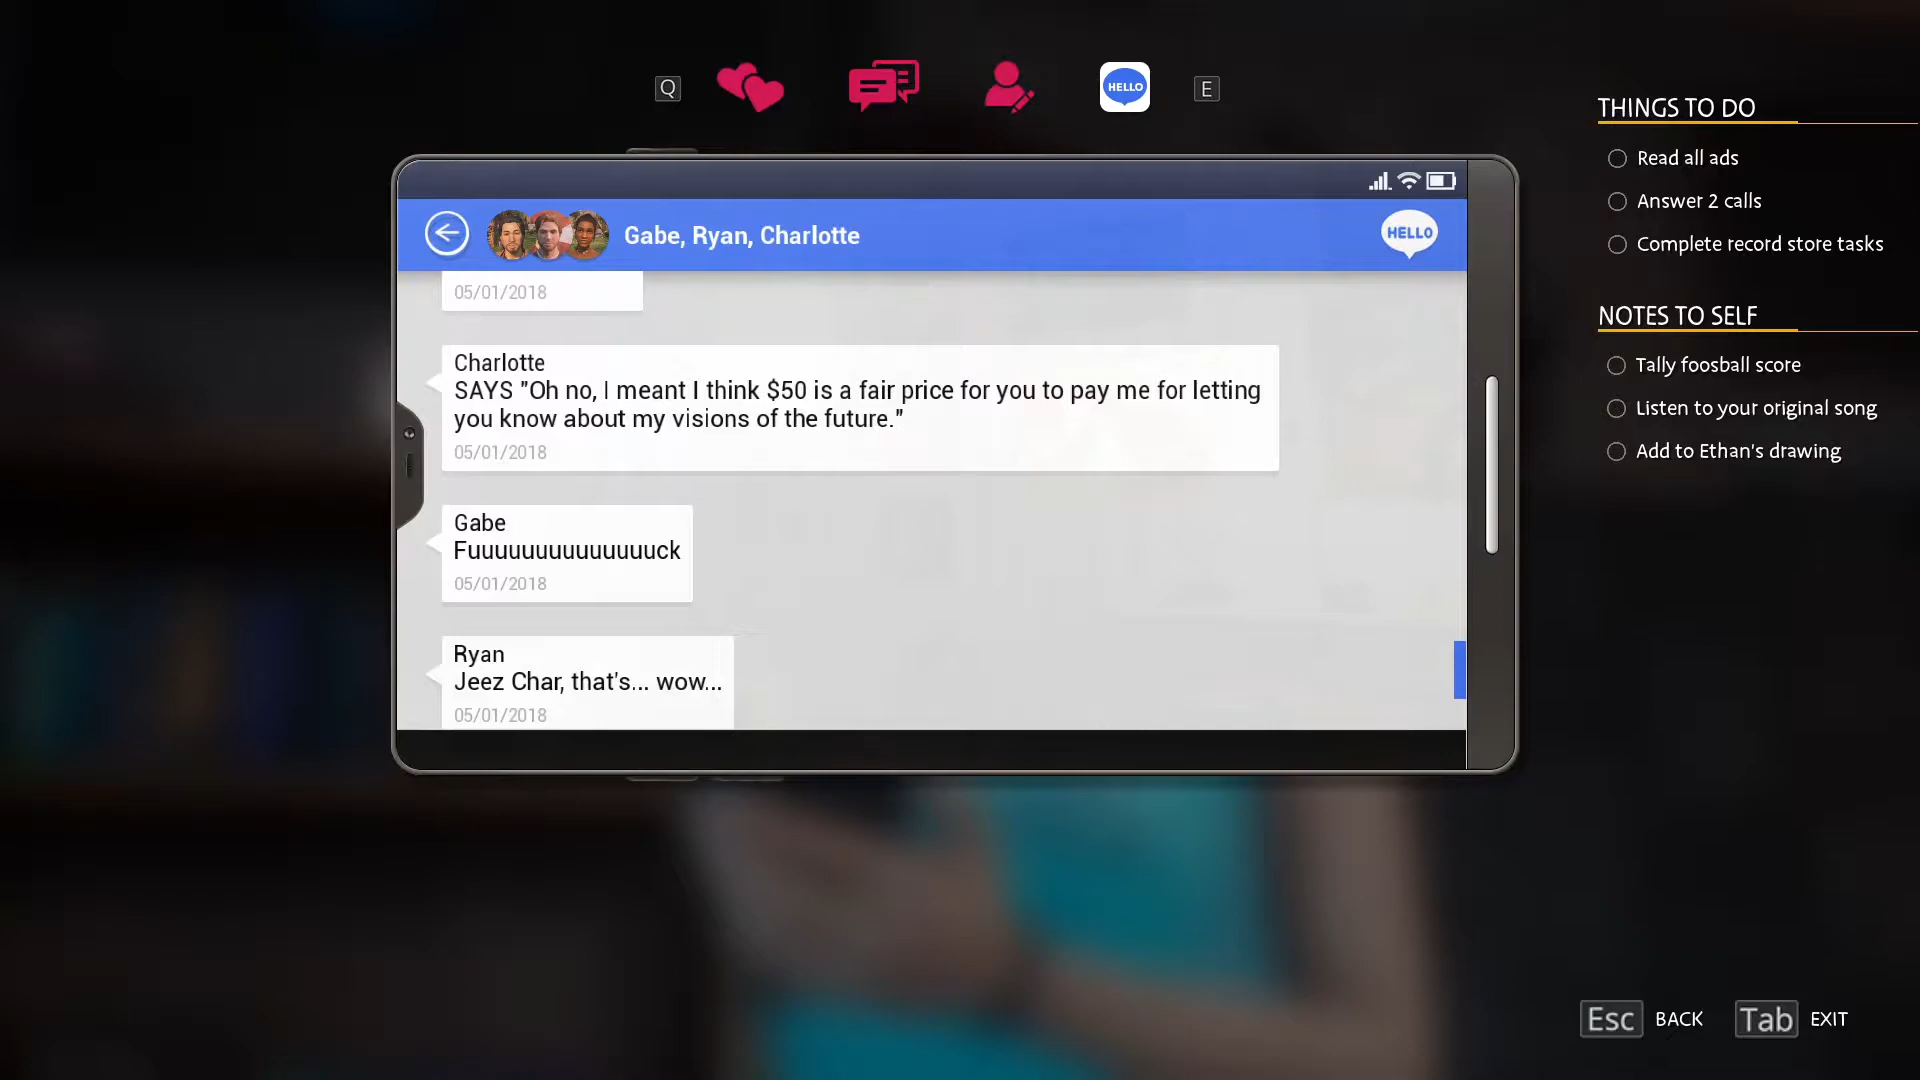 Q
HELLO
E
THINGS TO DO
Read all ads
Answer 2 calls
Complete record store tasks
NOTES TO SELF
Tally foosball score
Listen to your original song
Add to Ethan's drawing
Gabe, Ryan, Charlotte
HELLO
05/01/2018
Charlotte
SAYS "Oh no, I meant I think $50 is a fair price for you to pay me for letting
you know about my visions of the future."
05/01/2018
Gabe
Fuuuuuuuuuuuuuuck
05/01/2018
Ryan
Jeez Char, that's... wow...
05/01/2018
Esc BACK Tab EXIT